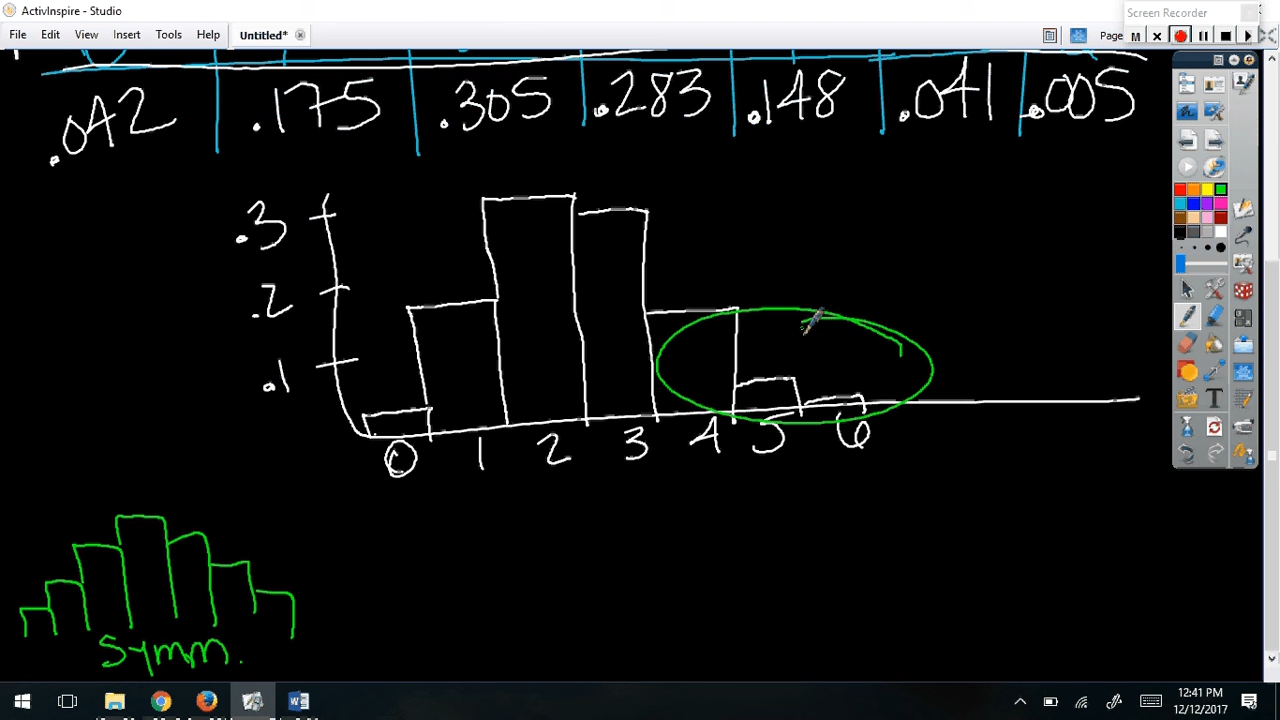 ActivInspire - Studio
Screen Recorder
File Edit View Insert Tools Help Untitled*
Page
M
.042 .175 .305 .283 .148 .041 .005
.3
.2
.1
0 1 2 3 4 5 6
Symm.
T
12:41 PM
12/12/2017